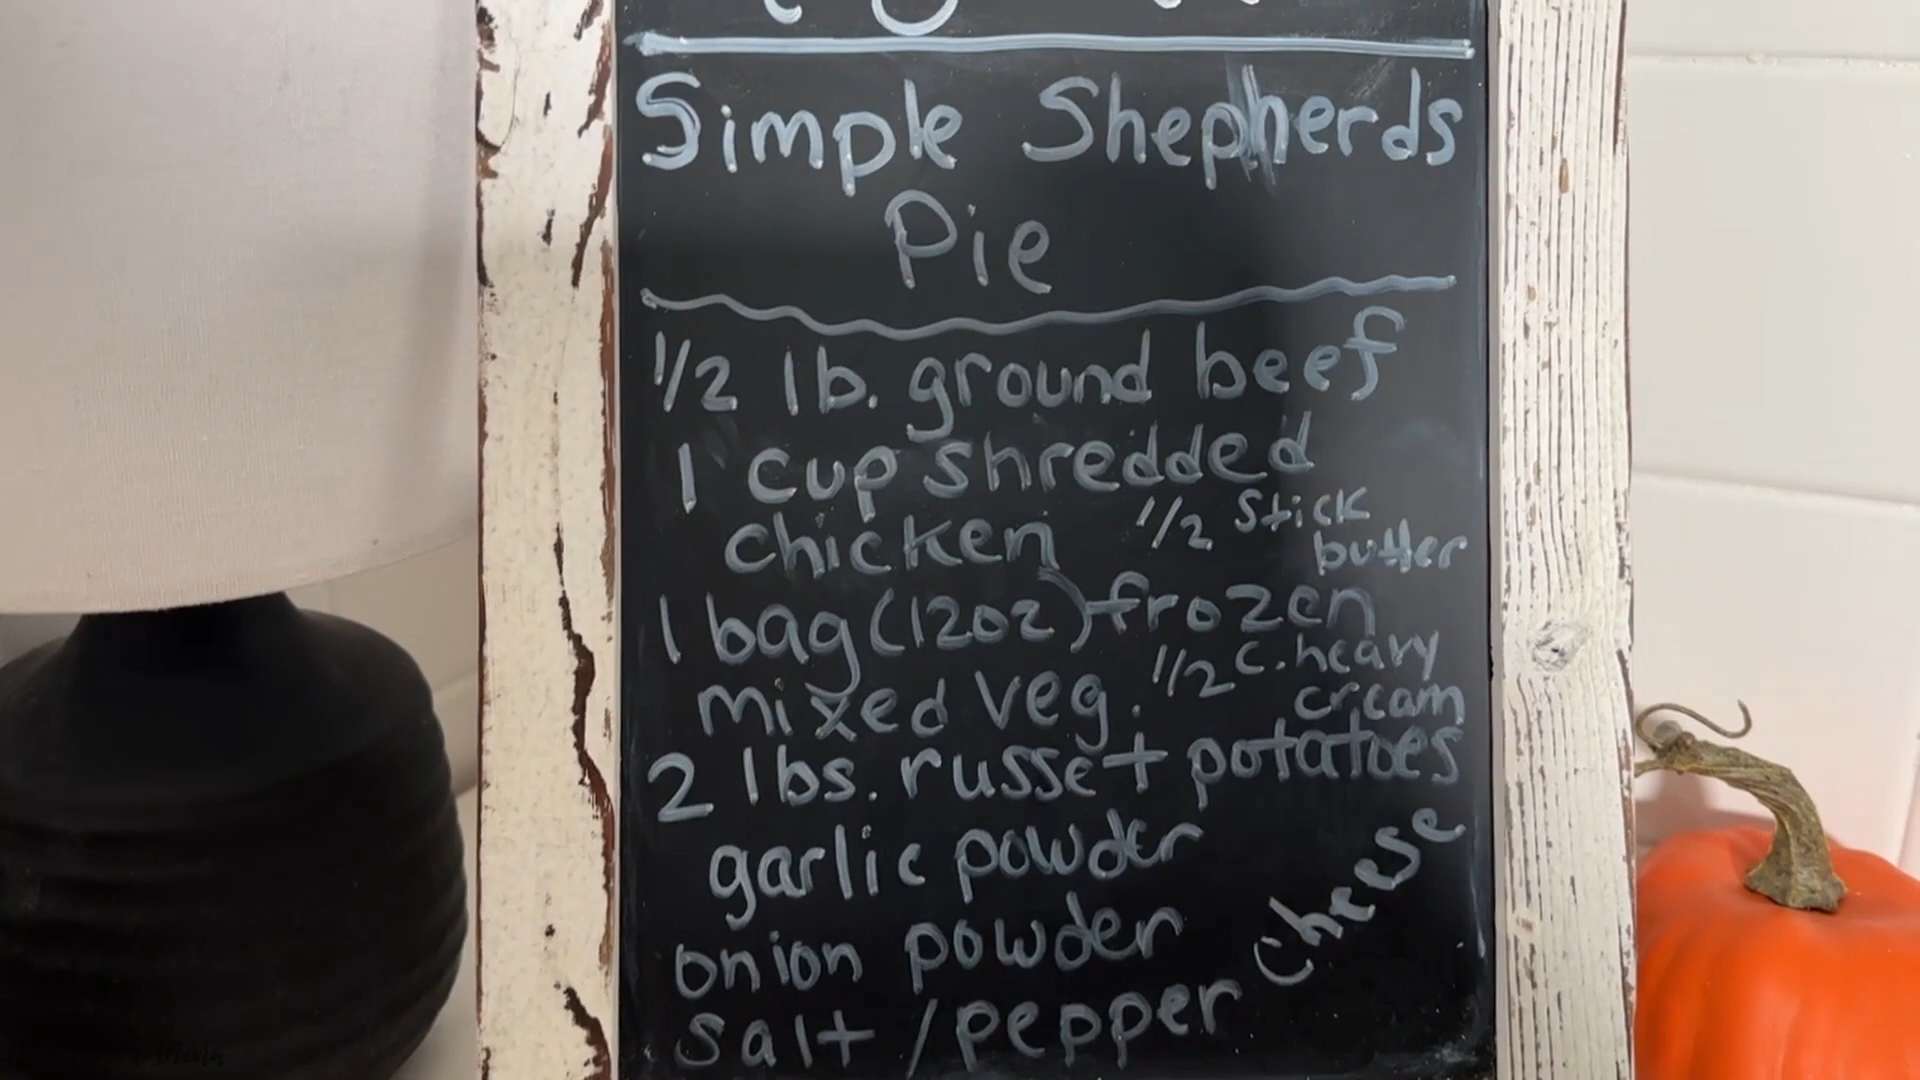 Simple Shepherds
Pie
1/2 lb. ground beef
1 cup shredded
chicken
1/2 stick
butter
1 bag (12oz) frozen
mixed veg.
1/2 c. heavy
cream
2 lbs. russet potatoes
garlic powder
onion powder
salt / pepper
cheese